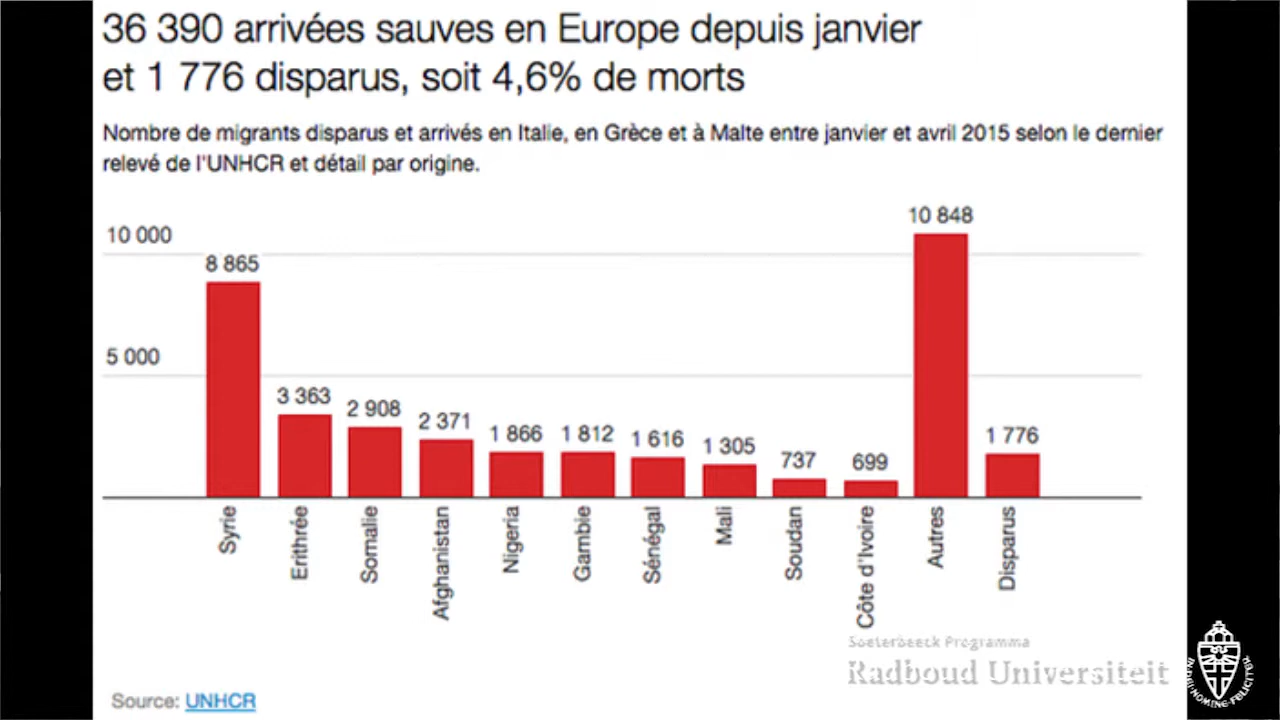 36 390 arrivées sauves en Europe depuis janvier
et 1 776 disparus, soit 4,6% de morts
Nombre de migrants disparus et arrivés en Italie, en Grèce et à Malte entre janvier et avril 2015 selon le dernier
relevé de l'UNHCR et détail par origine.
10 000
5 000
8 865
3 363
2 908
2 371
1 866
1 812
1 616
1 305
737
699
10 848
1 776
Syrie
Erithrée
Somalie
Afghanistan
Nigeria
Gambie
Sénégal
Mali
Soudan
Côte d'Ivoire
Autres
Disparus
Soeterbeeck Programma
Radboud Universiteit
IN DEI NOMINE FELICITER
Source: UNHCR